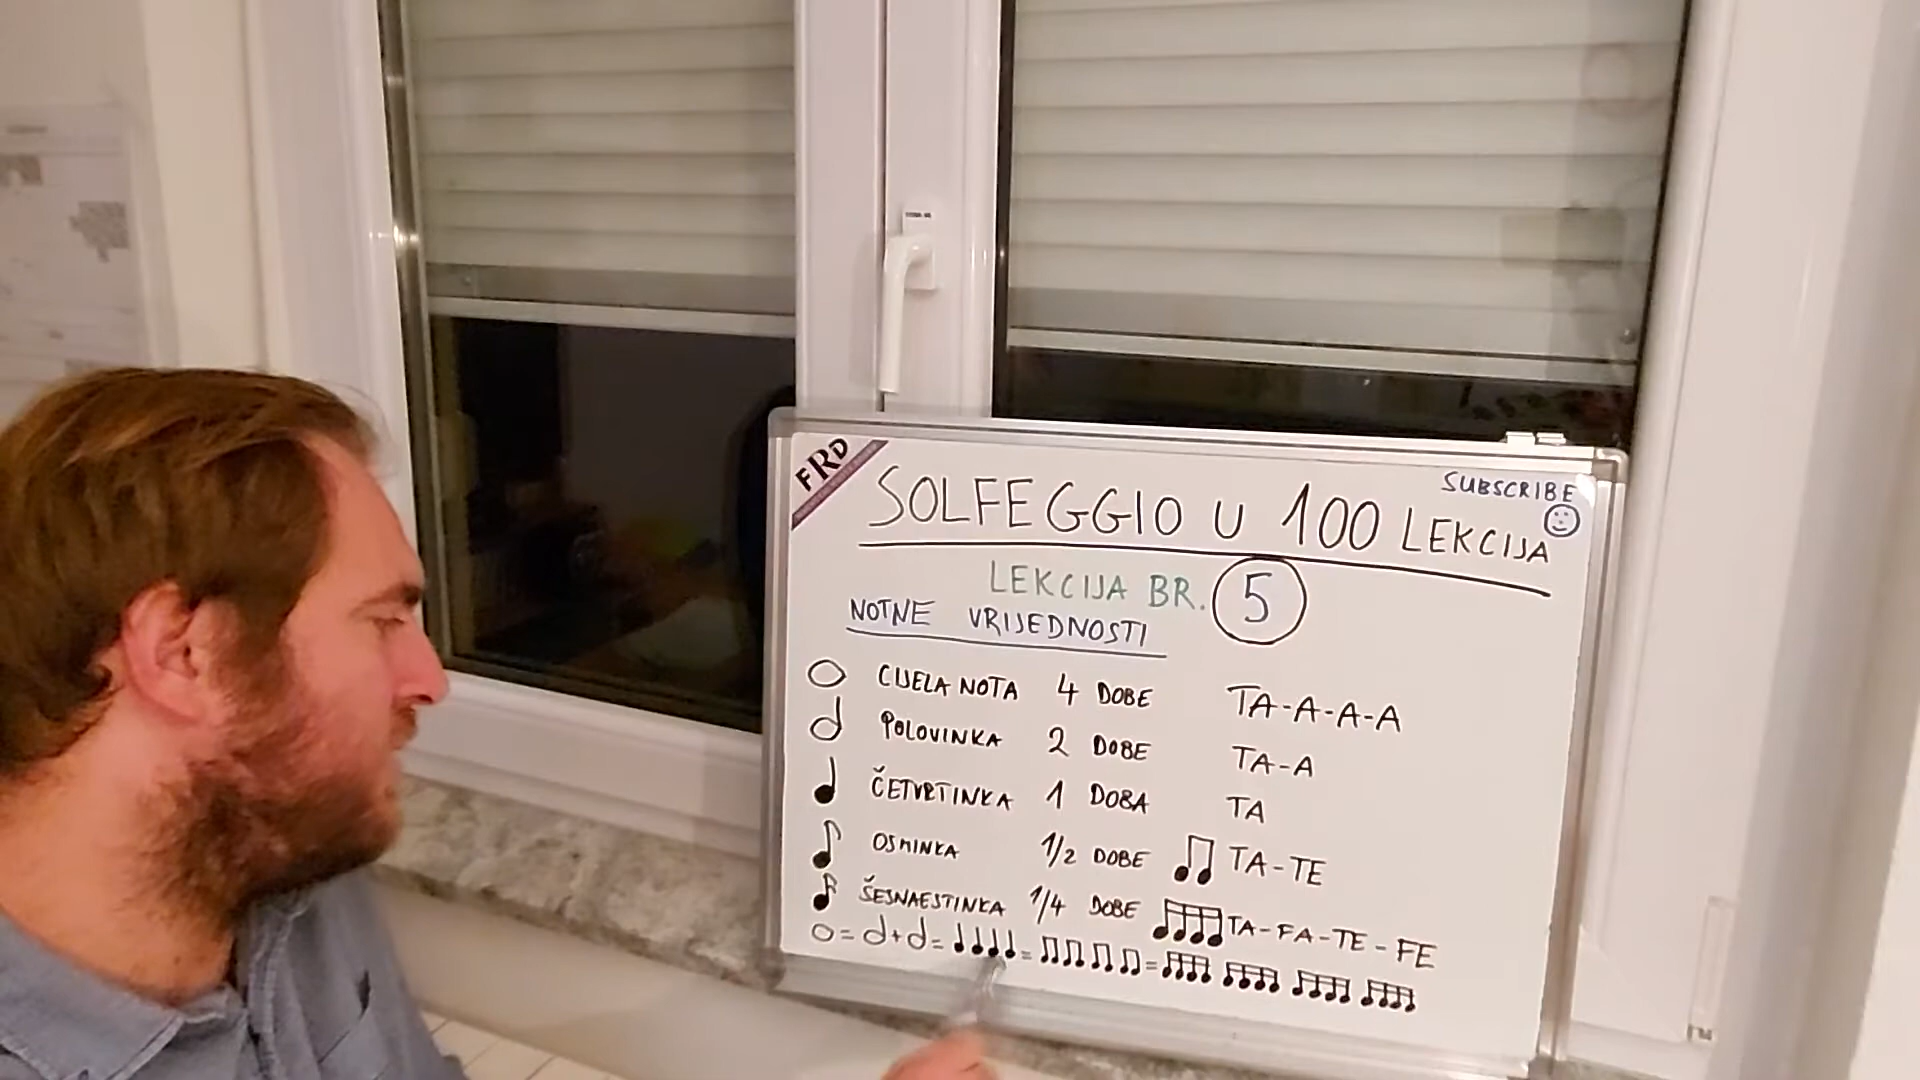 FRD
SUBSCRIBE
SOLFEGGIO U 100 LEKCIJA
LEKCIJA BR. 5
NOTNE VRIJEDNOSTI
CIJELA NOTA 4 DOBE TA-A-A-A
POLOVINKA 2 DOBE TA-A
ČETVRTINKA 1 DOBA TA
OSMINKA 1/2 DOBE TA-TE
ŠESNAESTINKA 1/4 DOBE TA-FA-TE-FE